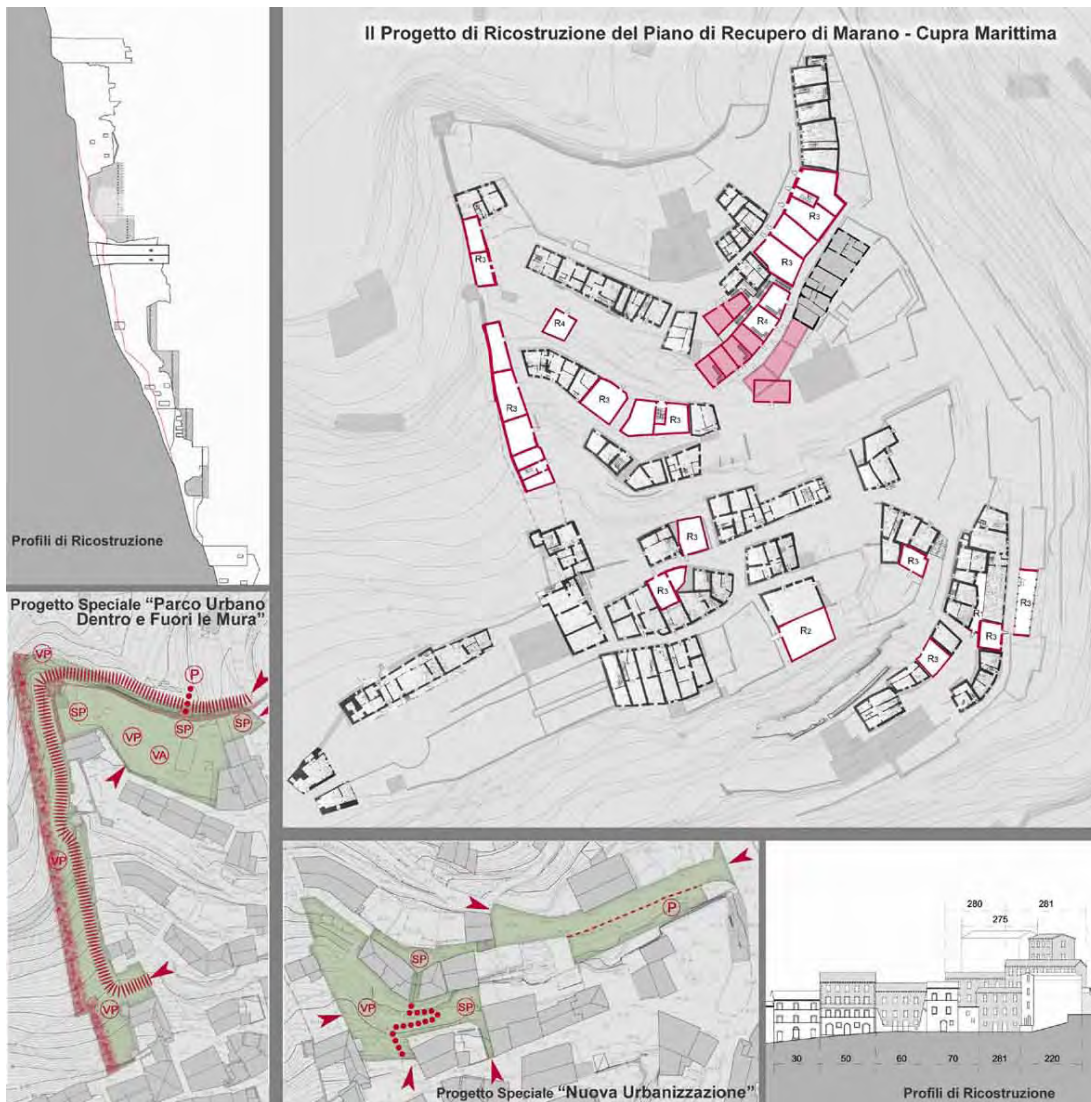 Il Progetto di Ricostruzione del Piano di Recupero di Marano - Cupra Marittima
R3
R3
R3
R4
R4
R3
R3
R3
R3
R3
R3
R2
R3
R3
R3
Profili di Ricostruzione
Progetto Speciale "Parco Urbano
Dentro e Fuori le Mura"
VP
P
SP
SP
SP
VP
VA
VP
VP
P
SP
VP
SP
Progetto Speciale "Nuova Urbanizzazione"
280
281
275
30
50
60
70
281
220
Profili di Ricostruzione